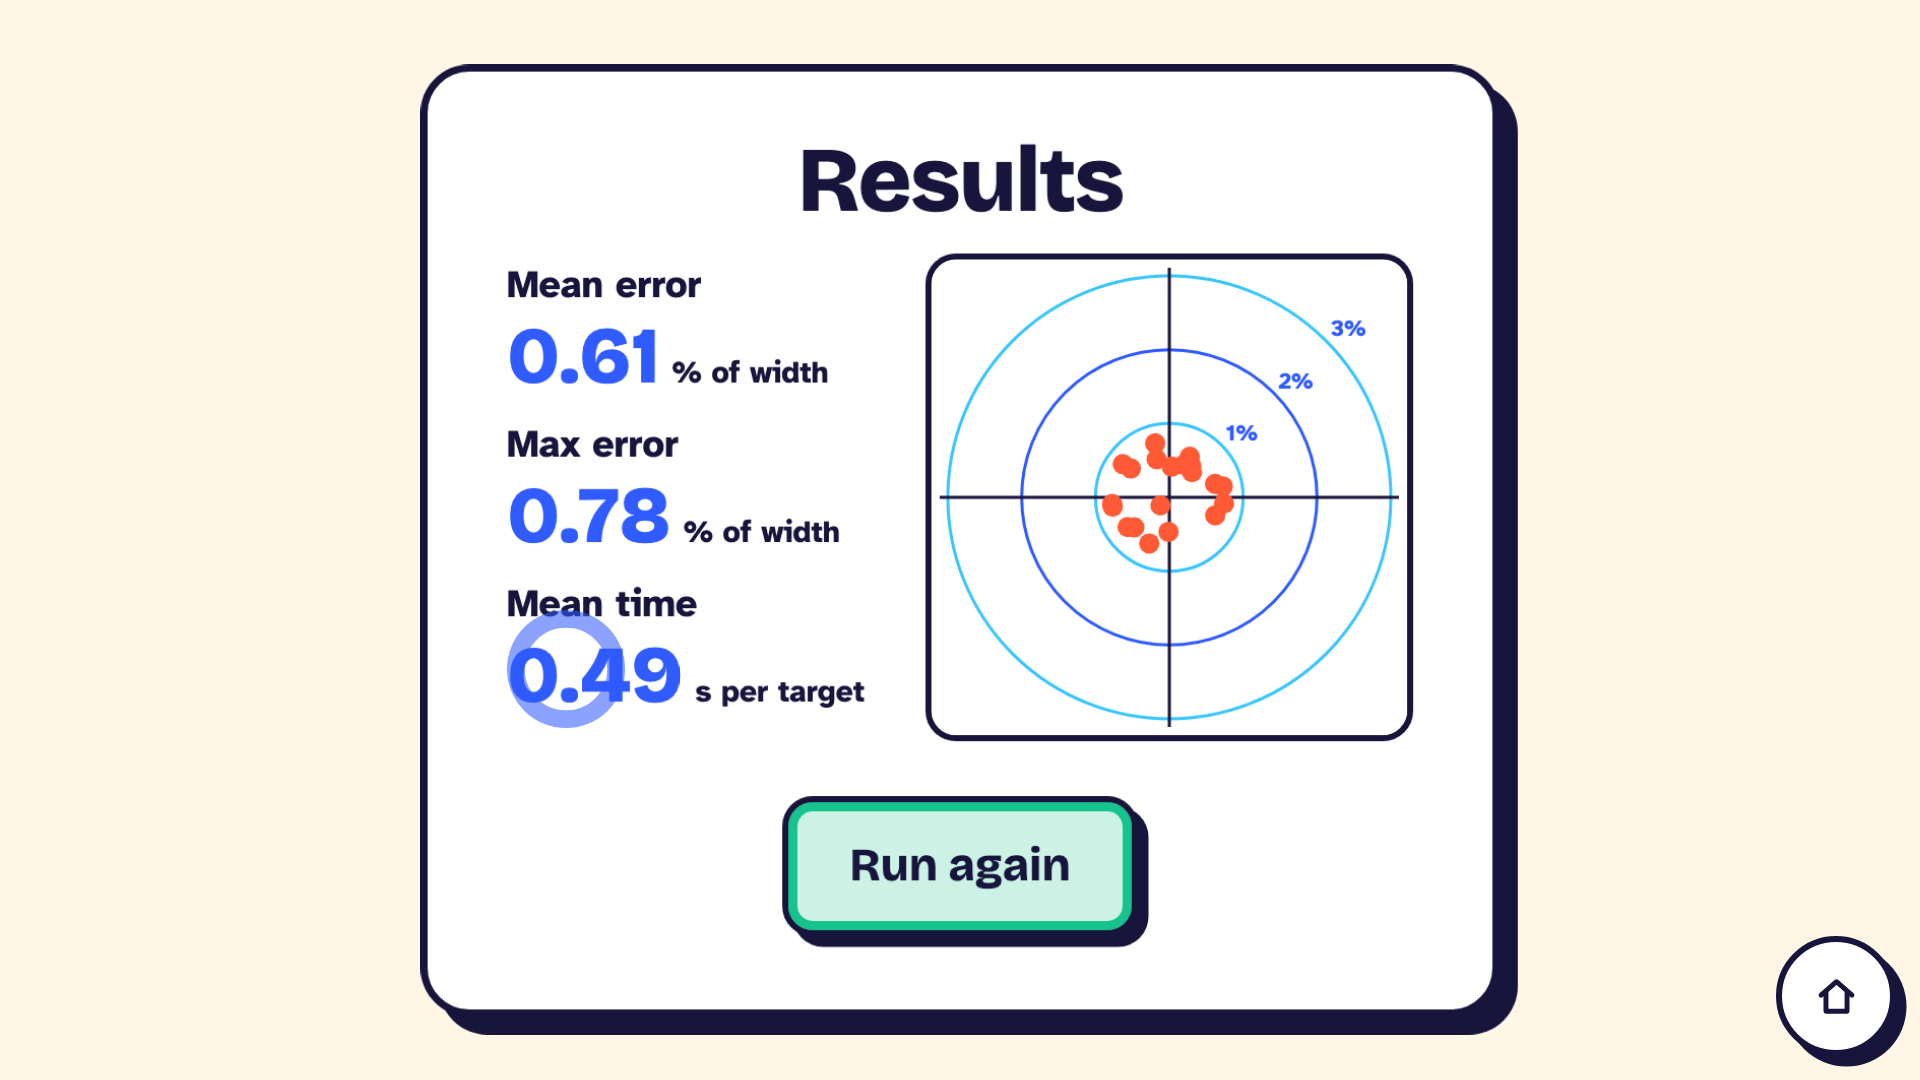 Results
Mean error
0.61 % of width
Max error
0.78 % of width
Mean time
0.49 s per target
3%
2%
1%
Run again